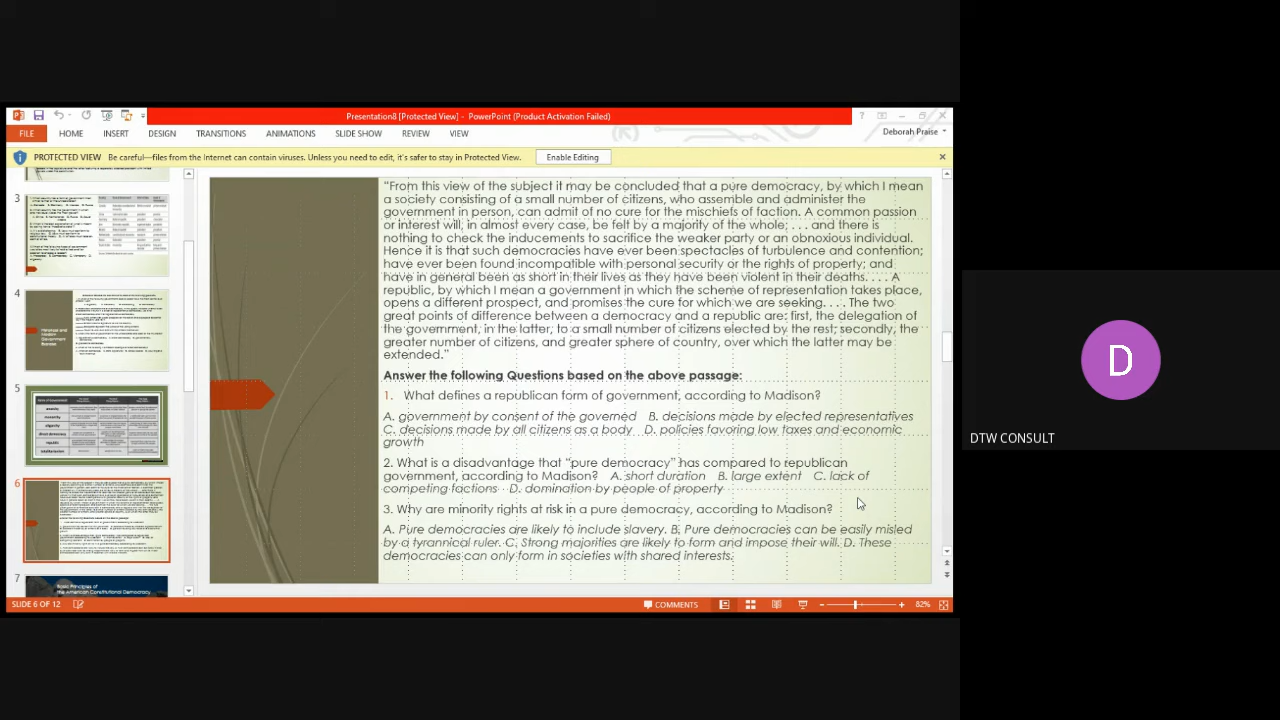 Presentation8 [Protected View] - PowerPoint (Product Activation Failed)
FILE HOME INSERT DESIGN TRANSITIONS ANIMATIONS SLIDE SHOW REVIEW VIEW
Deborah Praise
PROTECTED VIEW Be careful—files from the Internet can contain viruses. Unless you need to edit, it's safer to stay in Protected View. Enable Editing
3
4
5
6
7
Basic Principles of
the American Constitutional Democracy
"From this view of the subject it may be concluded that a pure democracy, by which I mean
a society consisting of a small number of citizens, who assemble and administer the
government in person, can admit of no cure for the mischiefs of faction. A common passion
or interest will, in almost every case, be felt by a majority of the whole; . . . and there is
nothing to check the inducements to sacrifice the weaker party or an obnoxious individual.
Hence it is that such democracies have ever been spectacles of turbulence and contention;
have ever been found incompatible with personal security or the rights of property; and
have in general been as short in their lives as they have been violent in their deaths. . . . A
republic, by which I mean a government in which the scheme of representation takes place,
opens a different prospect, and promises the cure for which we are seeking. . . . The two
great points of difference between a democracy and a republic are: first, the delegation of
the government, in the latter, to a small number of citizens elected by the rest; secondly, the
greater number of citizens, and greater sphere of country, over which the latter may be
extended."
Answer the following Questions based on the above passage:
1. What defines a republican form of government, according to Madison?
A. government by consent of the governed B. decisions made by elected representatives
C. decisions made by all citizens as a body D. policies favoring low taxes and economic
growth
2. What is a disadvantage that "pure democracy" has compared to republican
government, according to Madison? A. short duration B. large extent C. lack of
competing factions D. domination by people of property
3. Why are minority rights at risk in a pure democracy, according to Madison?
A. Pure democracies are likely to include slavery. B. Pure democracies can be easily misled
by a tyrannical ruler. C. Strong majorities are likely to form and impose their will. D. These
democracies can only form in societies with shared interests.
SLIDE 6 OF 12 COMMENTS 82%
D
DTW CONSULT